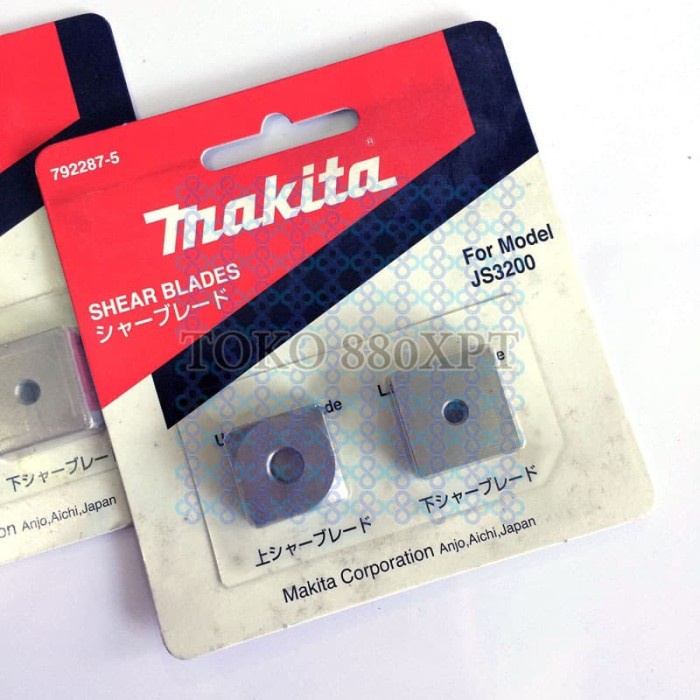 792287-5
makita
®
SHEAR BLADES
シャーブレード
For Model
JS3200
TOKO 880XPT
上シャーブレード
下シャーブレード
Makita Corporation Anjo,Aichi,Japan
下シャーブレー
Anjo,Aichi,Japan